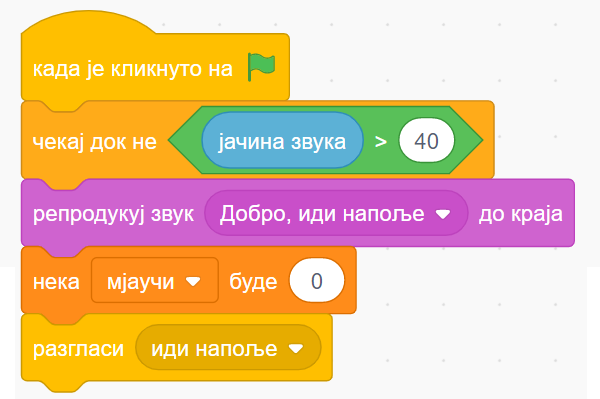 када је кликнуто на
чекај док не јачина звука > 40
репродукуј звук Добро, иди напоље до краја
нека мјаучи буде 0
разгласи иди напоље